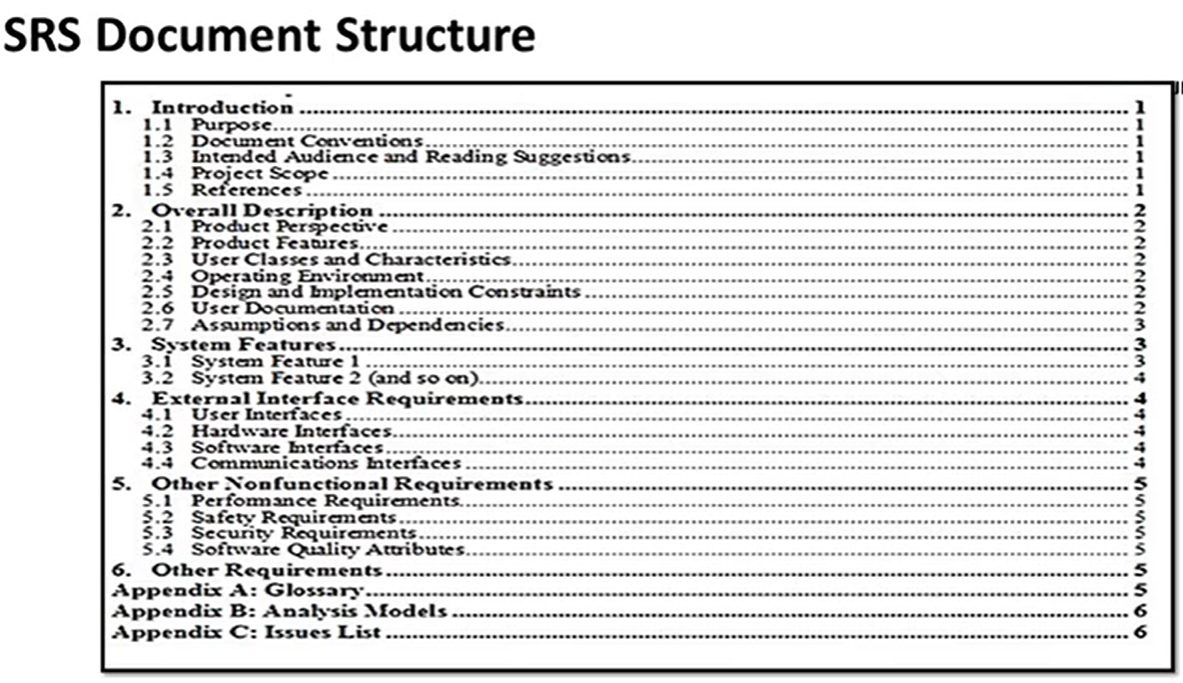 SRS Document Structure
1. Introduction ........ 1
1.1 Purpose ........ 1
1.2 Document Conventions ........ 1
1.3 Intended Audience and Reading Suggestions ........ 1
1.4 Project Scope ........ 1
1.5 References ........ 1
2. Overall Description ........ 2
2.1 Product Perspective ........ 2
2.2 Product Features ........ 2
2.3 User Classes and Characteristics ........ 2
2.4 Operating Environment ........ 2
2.5 Design and Implementation Constraints ........ 2
2.6 User Documentation ........ 2
2.7 Assumptions and Dependencies ........ 3
3. System Features ........ 3
3.1 System Feature 1 ........ 3
3.2 System Feature 2 (and so on) ........ 4
4. External Interface Requirements ........ 4
4.1 User Interfaces ........ 4
4.2 Hardware Interfaces ........ 4
4.3 Software Interfaces ........ 4
4.4 Communications Interfaces ........ 4
5. Other Nonfunctional Requirements ........ 5
5.1 Performance Requirements ........ 5
5.2 Safety Requirements ........ 5
5.3 Security Requirements ........ 5
5.4 Software Quality Attributes ........ 5
6. Other Requirements ........ 5
Appendix A: Glossary ........ 5
Appendix B: Analysis Models ........ 6
Appendix C: Issues List ........ 6